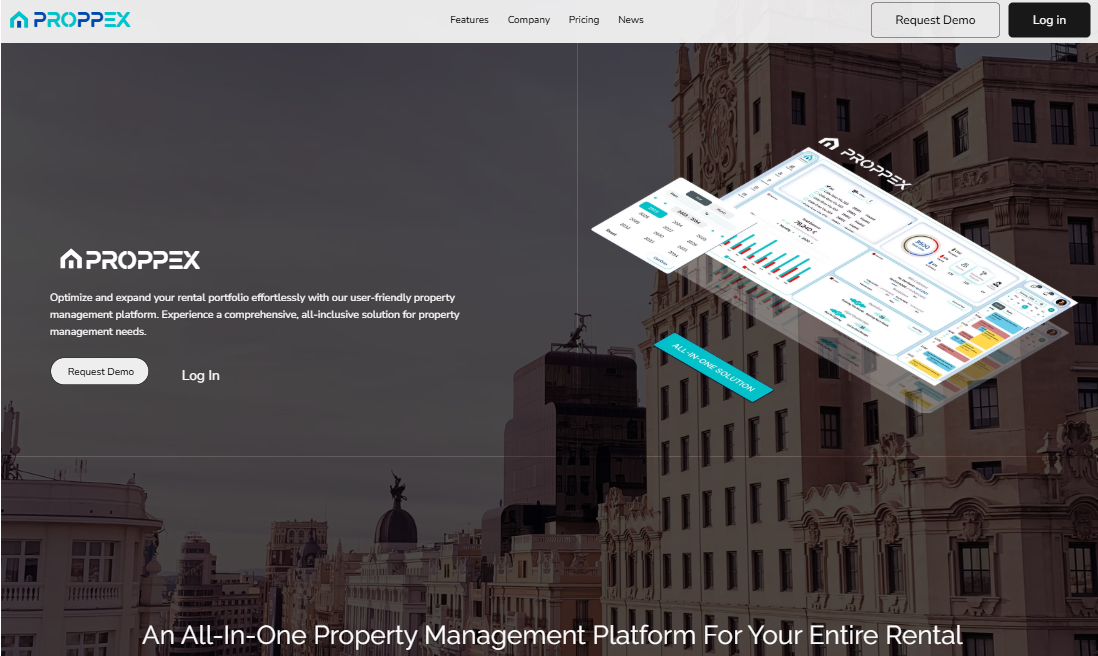 PROPPEX
Features
Company
Pricing
News
Request Demo
Log in
PROPPEX
PROPPEX
Optimize and expand your rental portfolio effortlessly with our user-friendly property
management platform. Experience a comprehensive, all-inclusive solution for property
management needs.
Request Demo
Log In
ALL-IN-ONE SOLUTION
An All-In-One Property Management Platform For Your Entire Rental